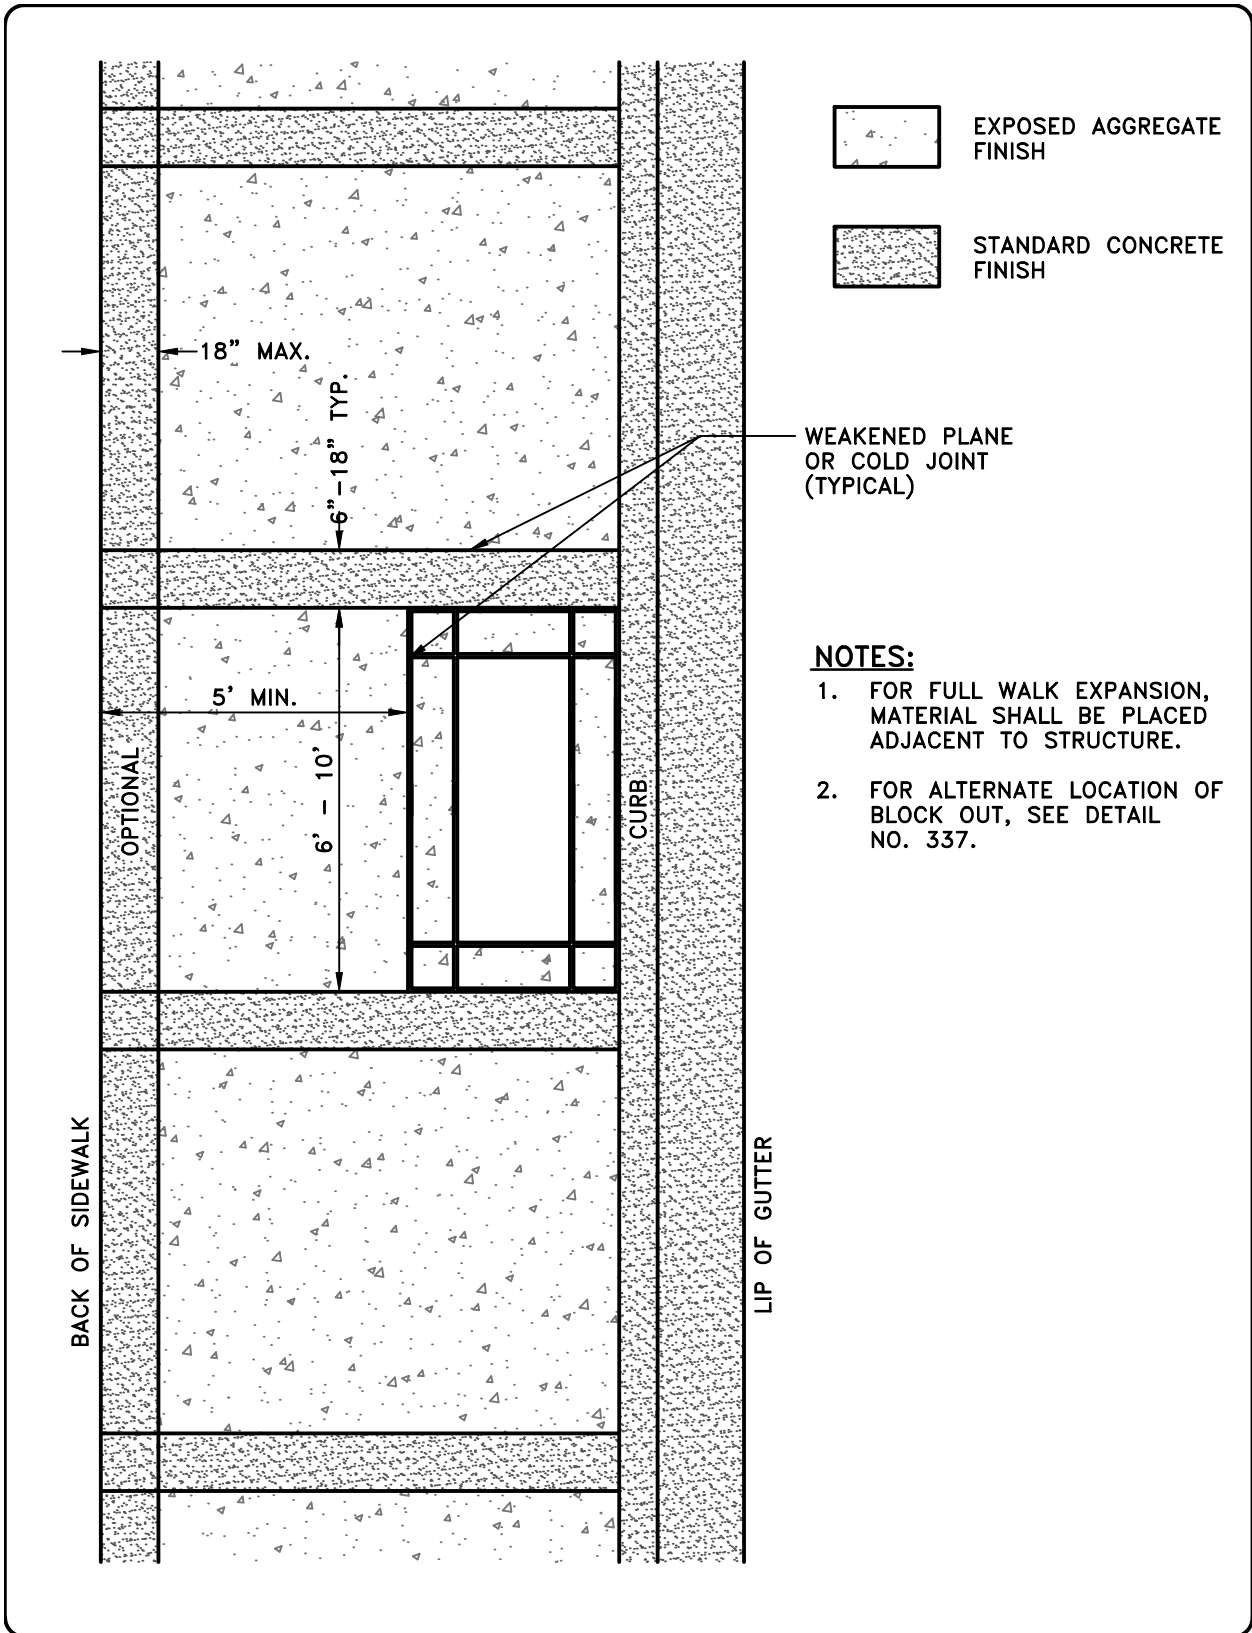 EXPOSED AGGREGATE
FINISH
STANDARD CONCRETE
FINISH
18" MAX.
6"-18" TYP.
WEAKENED PLANE
OR COLD JOINT
(TYPICAL)
5' MIN.
6' - 10'
OPTIONAL
CURB
NOTES:
1. FOR FULL WALK EXPANSION,
MATERIAL SHALL BE PLACED
ADJACENT TO STRUCTURE.
2. FOR ALTERNATE LOCATION OF
BLOCK OUT, SEE DETAIL
NO. 337.
BACK OF SIDEWALK
LIP OF GUTTER